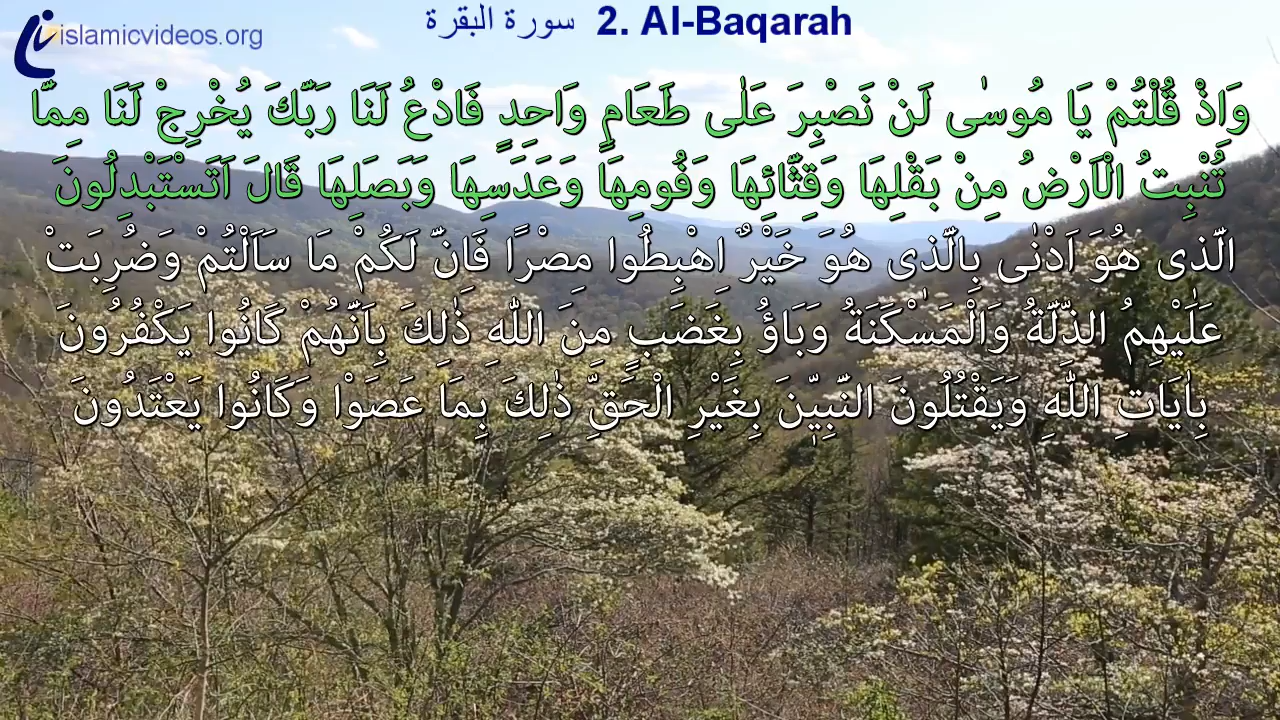 islamicvideos.org
سورة البقرة 2. Al-Baqarah
وَاِذْ قُلْتُمْ يَا مُوسٰى لَنْ نَصْبِرَ عَلٰى طَعَامٍ وَاحِدٍ فَادْعُ لَنَا رَبَّكَ يُخْرِجْ لَنَا مِمَّا
تُنْبِتُ الْاَرْضُ مِنْ بَقْلِهَا وَقِثَّائِهَا وَفُومِهَا وَعَدَسِهَا وَبَصَلِهَا قَالَ اَتَسْتَبْدِلُونَ
الَّذٖى هُوَ اَدْنٰى بِالَّذٖى هُوَ خَيْرٌ اِهْبِطُوا مِصْرًا فَاِنَّ لَكُمْ مَا سَاَلْتُمْ وَضُرِبَتْ
عَلَيْهِمُ الذِّلَّةُ وَالْمَسْكَنَةُ وَبَاؤُ بِغَضَبٍ مِنَ اللّٰهِ ذٰلِكَ بِاَنَّهُمْ كَانُوا يَكْفُرُونَ
بِاٰيَاتِ اللّٰهِ وَيَقْتُلُونَ النَّبِيّٖنَ بِغَيْرِ الْحَقِّ ذٰلِكَ بِمَا عَصَوْا وَكَانُوا يَعْتَدُونَ